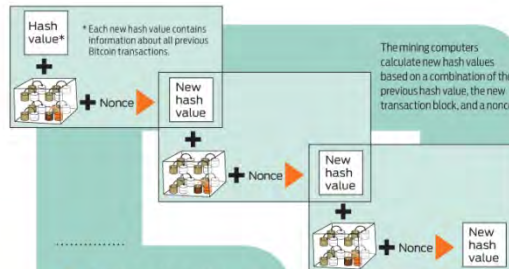 Hash
value*
* Each new hash value contains
information about all previous
Bitcoin transactions.
The mining computers
calculate new hash values
based on a combination of the
previous hash value, the new
transaction block, and a nonce
+
+ Nonce
New
hash
value
+
+ Nonce
New
hash
value
+
+ Nonce
New
hash
value